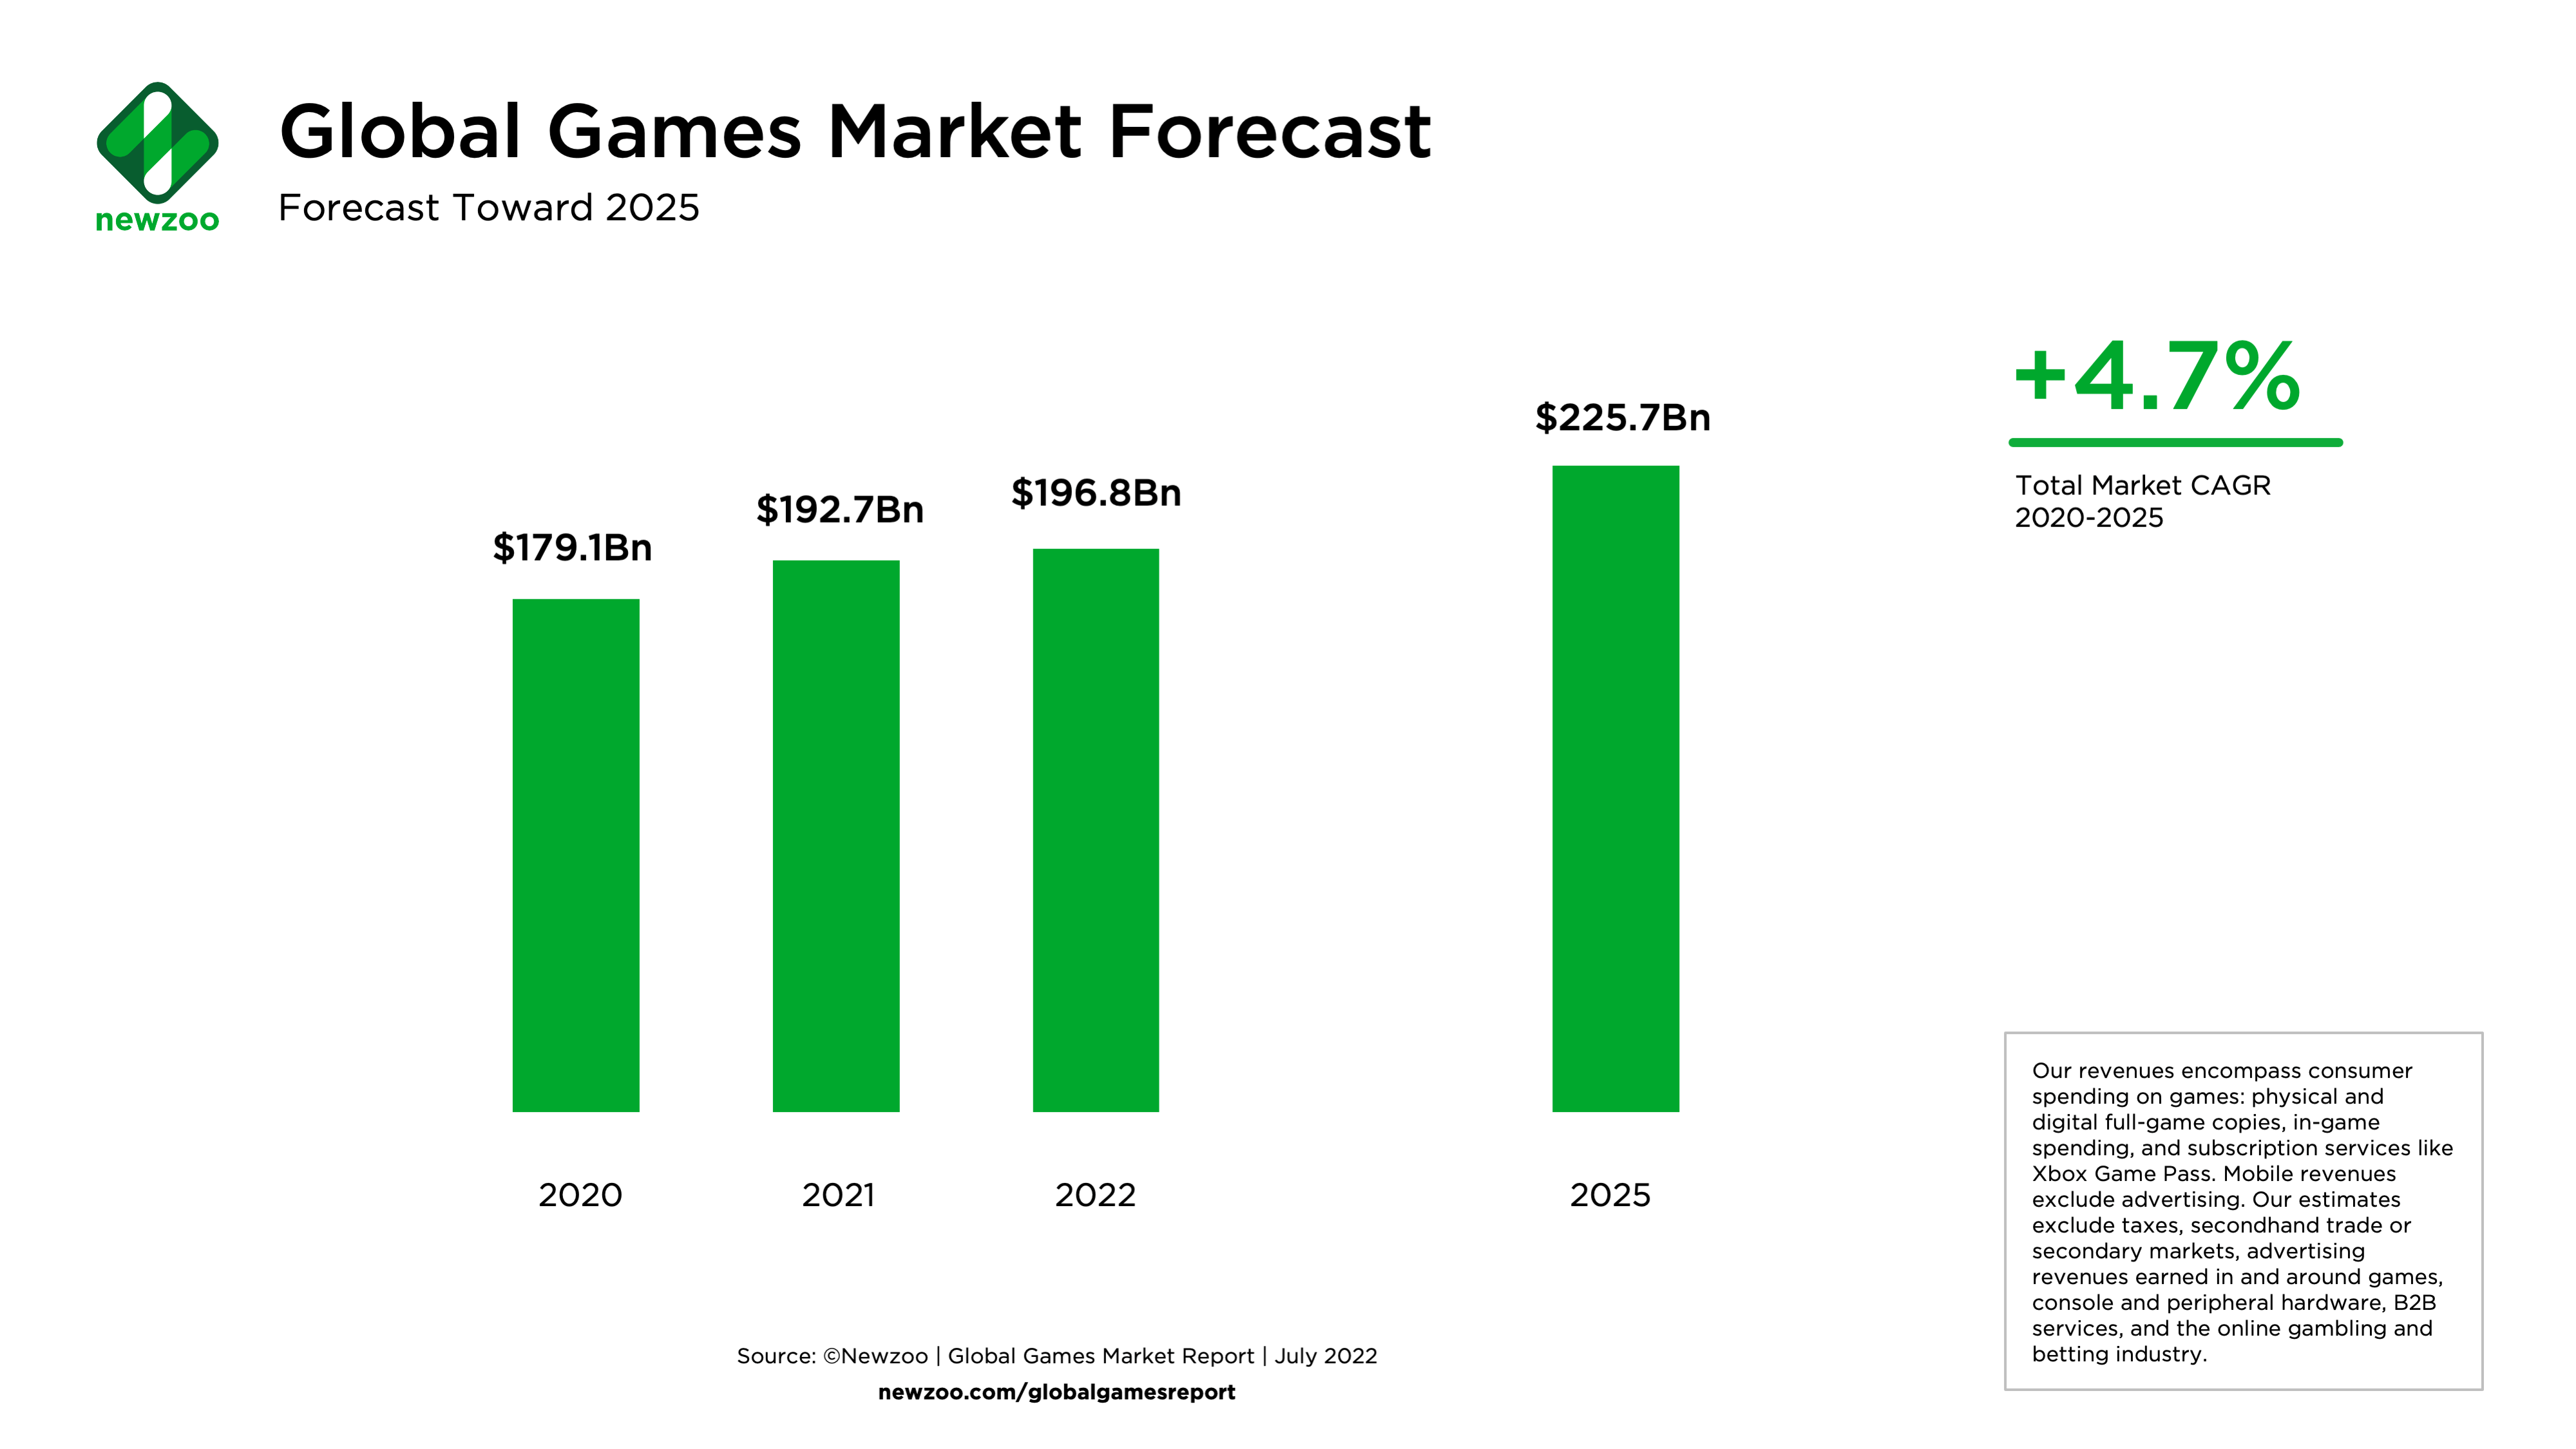 newzoo
Global Games Market Forecast
Forecast Toward 2025
$179.1Bn
$192.7Bn
$196.8Bn
$225.7Bn
2020
2021
2022
2025
+4.7%
Total Market CAGR
2020-2025
Our revenues encompass consumer
spending on games: physical and
digital full-game copies, in-game
spending, and subscription services like
Xbox Game Pass. Mobile revenues
exclude advertising. Our estimates
exclude taxes, secondhand trade or
secondary markets, advertising
revenues earned in and around games,
console and peripheral hardware, B2B
services, and the online gambling and
betting industry.
Source: ©Newzoo | Global Games Market Report | July 2022
newzoo.com/globalgamesreport